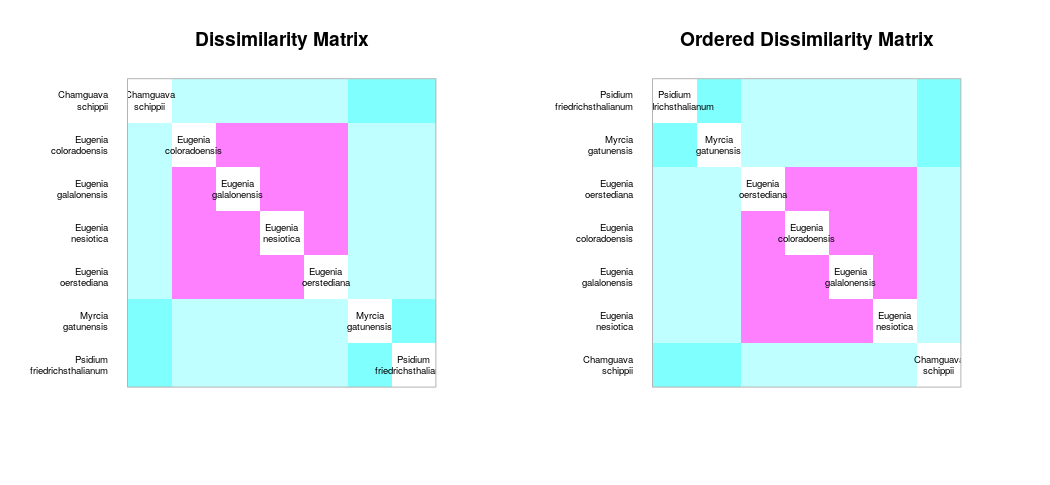 Dissimilarity Matrix
Chamguava
schippii
Eugenia
coloradoensis
Eugenia
galalonensis
Eugenia
nesiotica
Eugenia
oerstediana
Myrcia
gatunensis
Psidium
friedrichsthalianum
Chamguava
schippii
Eugenia
coloradoensis
Eugenia
galalonensis
Eugenia
nesiotica
Eugenia
oerstediana
Myrcia
gatunensis
Psidium
friedrichsthalia
Ordered Dissimilarity Matrix
Psidium
friedrichsthalianum
Myrcia
gatunensis
Eugenia
oerstediana
Eugenia
coloradoensis
Eugenia
galalonensis
Eugenia
nesiotica
Chamguava
schippii
Psidium
drichsthalianum
Myrcia
gatunensis
Eugenia
oerstediana
Eugenia
coloradoensis
Eugenia
galalonensis
Eugenia
nesiotica
Chamguava
schippii